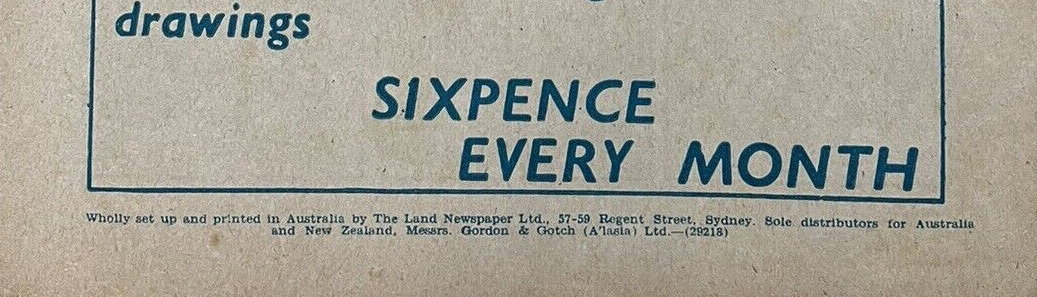 drawings
SIXPENCE
EVERY MONTH
Wholly set up and printed in Australia by The Land Newspaper Ltd., 57-59 Regent Street, Sydney. Sole distributors for Australia
and New Zealand, Messrs. Gordon & Gotch (A'lasia) Ltd.—(29218)